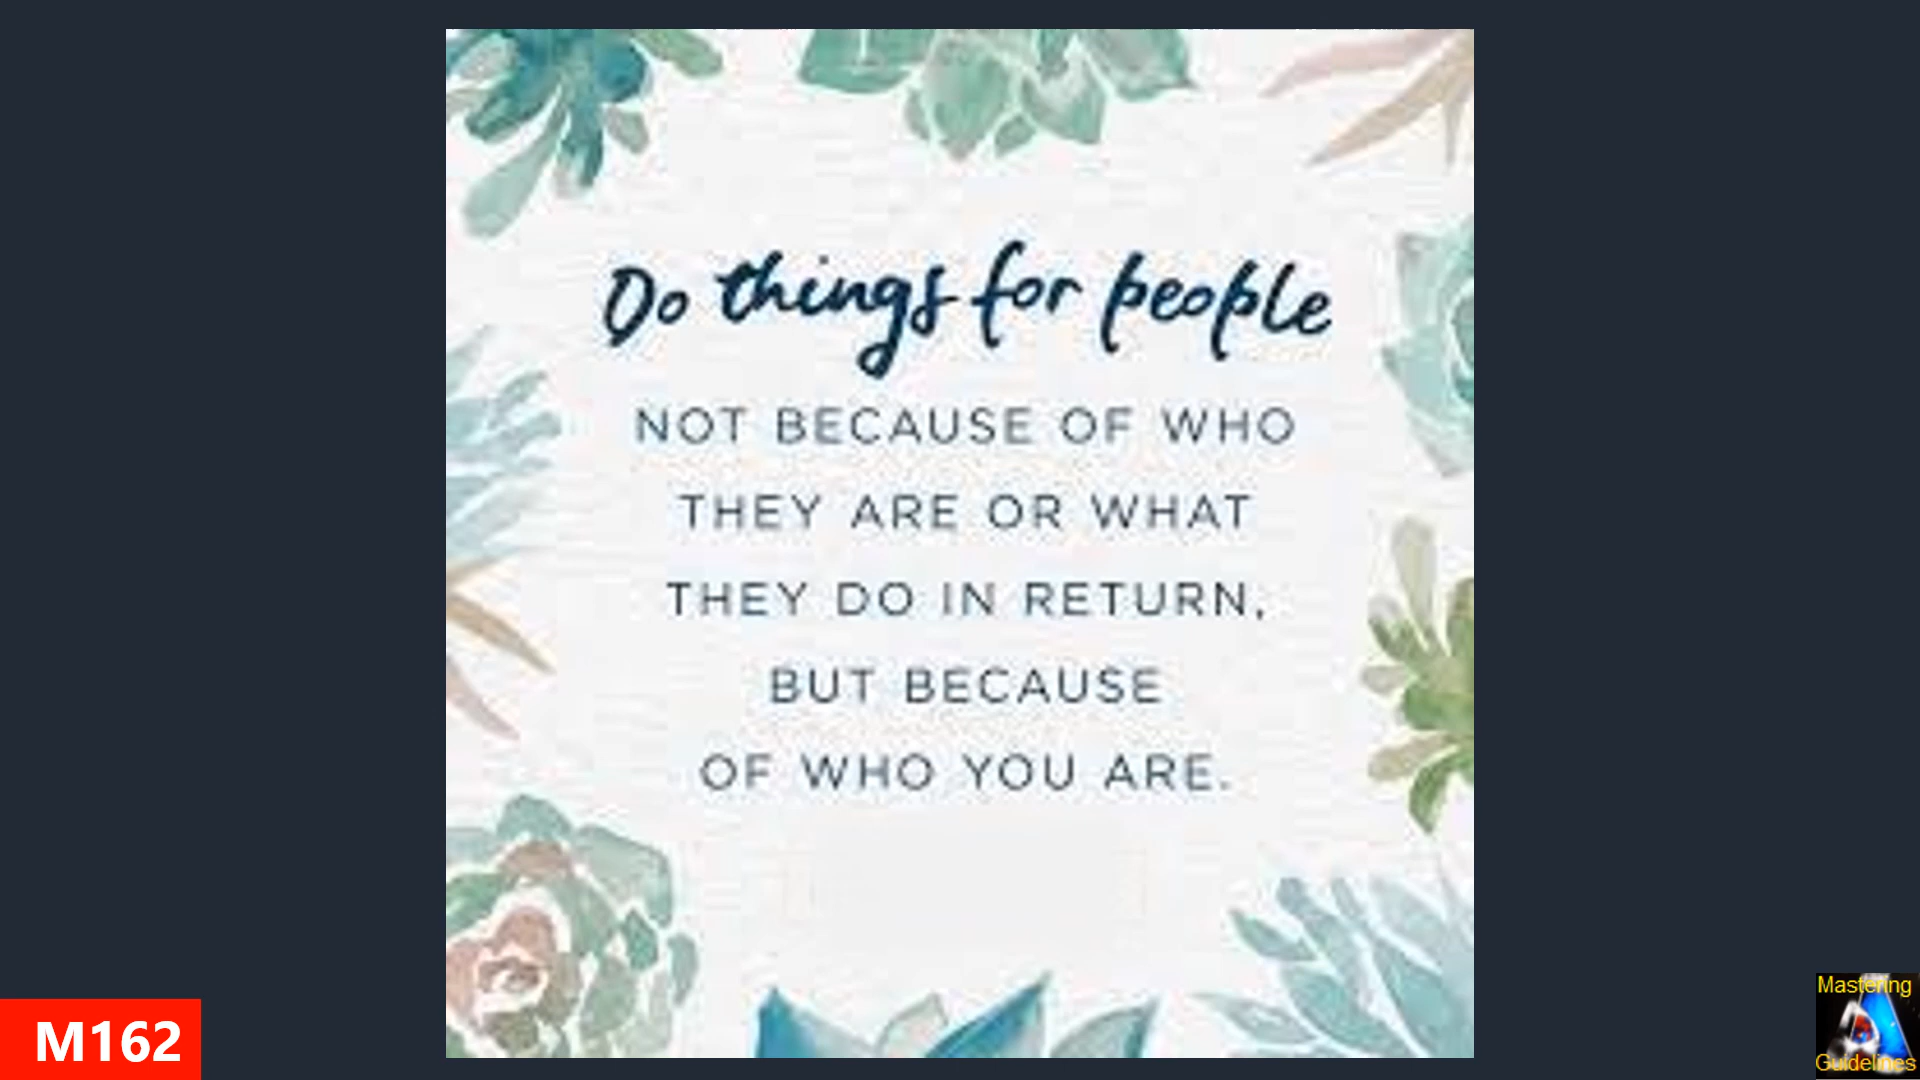 Do things for people
NOT BECAUSE OF WHO
THEY ARE OR WHAT
THEY DO IN RETURN,
BUT BECAUSE
OF WHO YOU ARE.
M162
Mastering
Guidelines